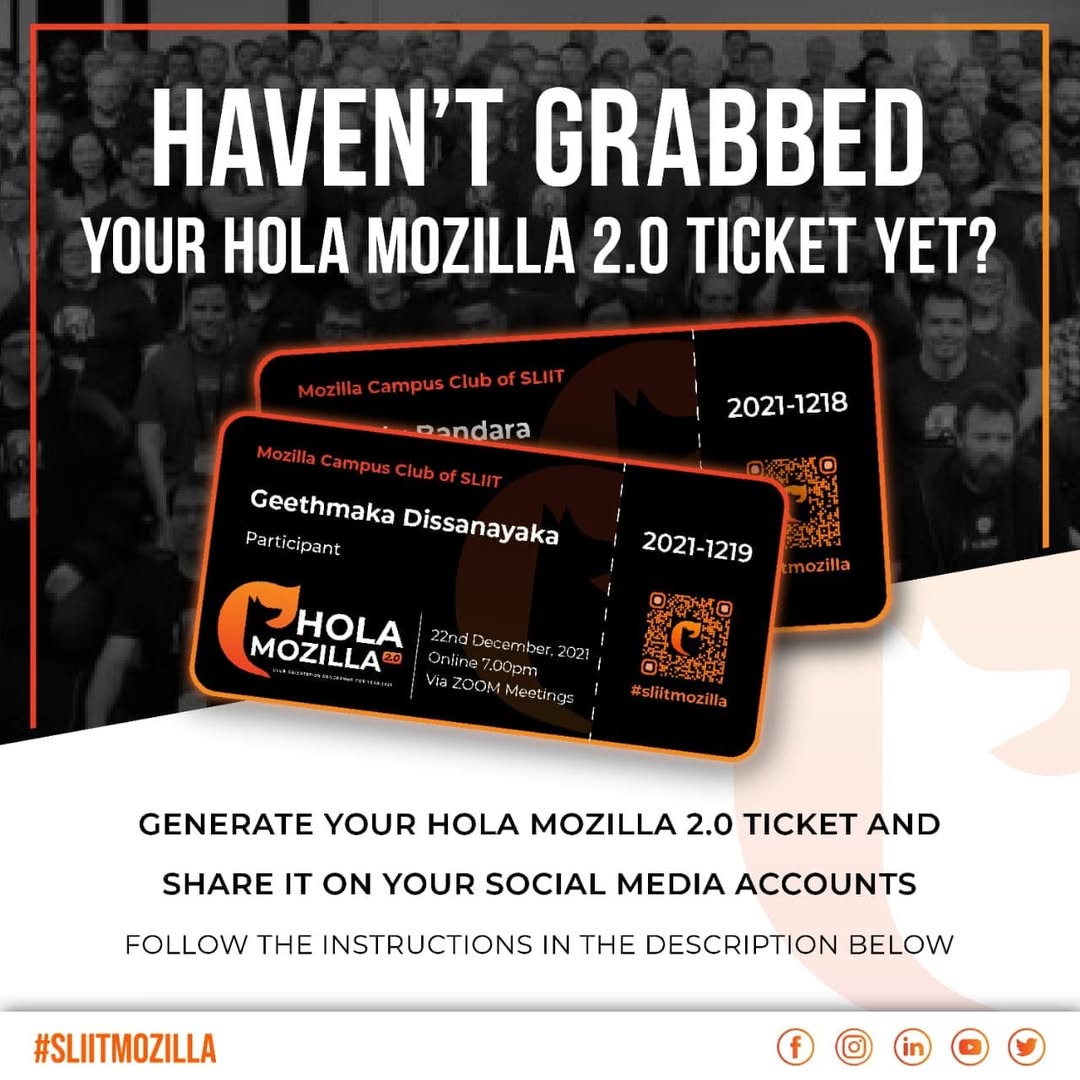 HAVEN'T GRABBED
YOUR HOLA MOZILLA 2.0 TICKET YET?
Mozilla Campus Club of SLIIT
Bandara
2021-1218
tmozilla
Mozilla Campus Club of SLIIT
Geethmaka Dissanayaka
Participant
2021-1219
HOLA
MOZILLA 2.0
22nd December, 2021
Online 7.00pm
Via ZOOM Meetings
#sliitmozilla
GENERATE YOUR HOLA MOZILLA 2.0 TICKET AND
SHARE IT ON YOUR SOCIAL MEDIA ACCOUNTS
FOLLOW THE INSTRUCTIONS IN THE DESCRIPTION BELOW
#SLIITMOZILLA